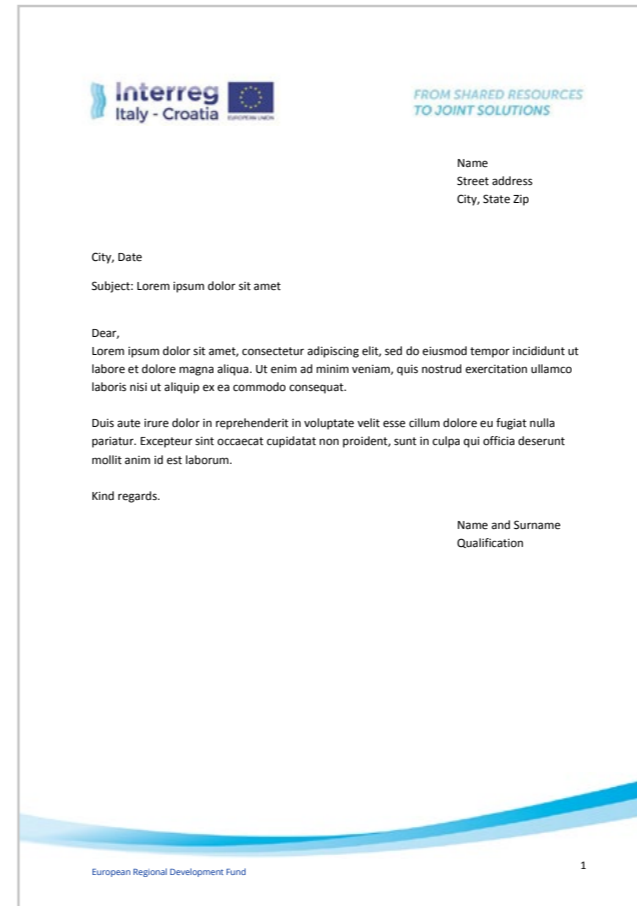 Interreg
Italy - Croatia
EUROPEAN UNION
FROM SHARED RESOURCES
TO JOINT SOLUTIONS
Name
Street address
City, State Zip
City, Date
Subject: Lorem ipsum dolor sit amet
Dear,
Lorem ipsum dolor sit amet, consectetur adipiscing elit, sed do eiusmod tempor incididunt ut
labore et dolore magna aliqua. Ut enim ad minim veniam, quis nostrud exercitation ullamco
laboris nisi ut aliquip ex ea commodo consequat.
Duis aute irure dolor in reprehenderit in voluptate velit esse cillum dolore eu fugiat nulla
pariatur. Excepteur sint occaecat cupidatat non proident, sunt in culpa qui officia deserunt
mollit anim id est laborum.
Kind regards.
Name and Surname
Qualification
European Regional Development Fund
1